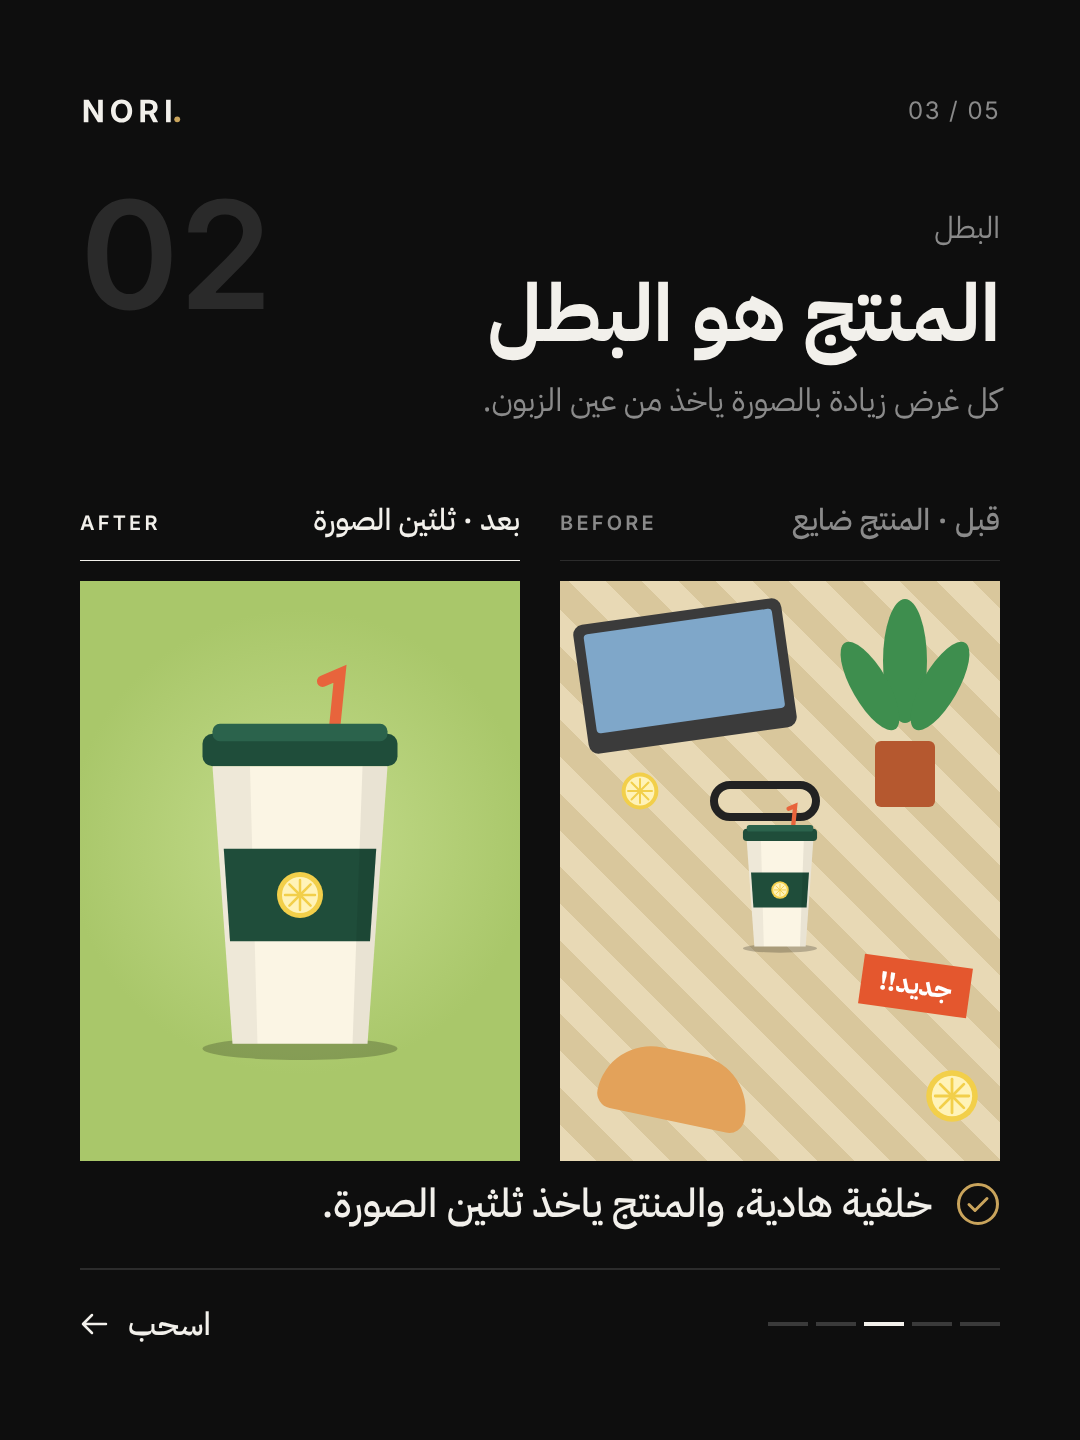 NORI.
03 / 05
02
البطل
المنتج هو البطل
كل غرض زيادة بالصورة ياخذ من عين الزبون.
قبل · المنتج ضايع
BEFORE
بعد · ثلثين الصورة
AFTER
جديد!!
خلفية هادية، والمنتج ياخذ ثلثين الصورة.
اسحب ←